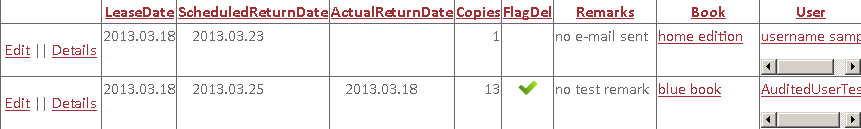 LeaseDate ScheduledReturnDate ActualReturnDate Copies FlagDel Remarks Book User
Edit || Details 2013.03.18 2013.03.23 1 no e-mail sent home edition username samp
Edit || Details 2013.03.18 2013.03.25 2013.03.18 13 no test remark blue book AuditedUserTes